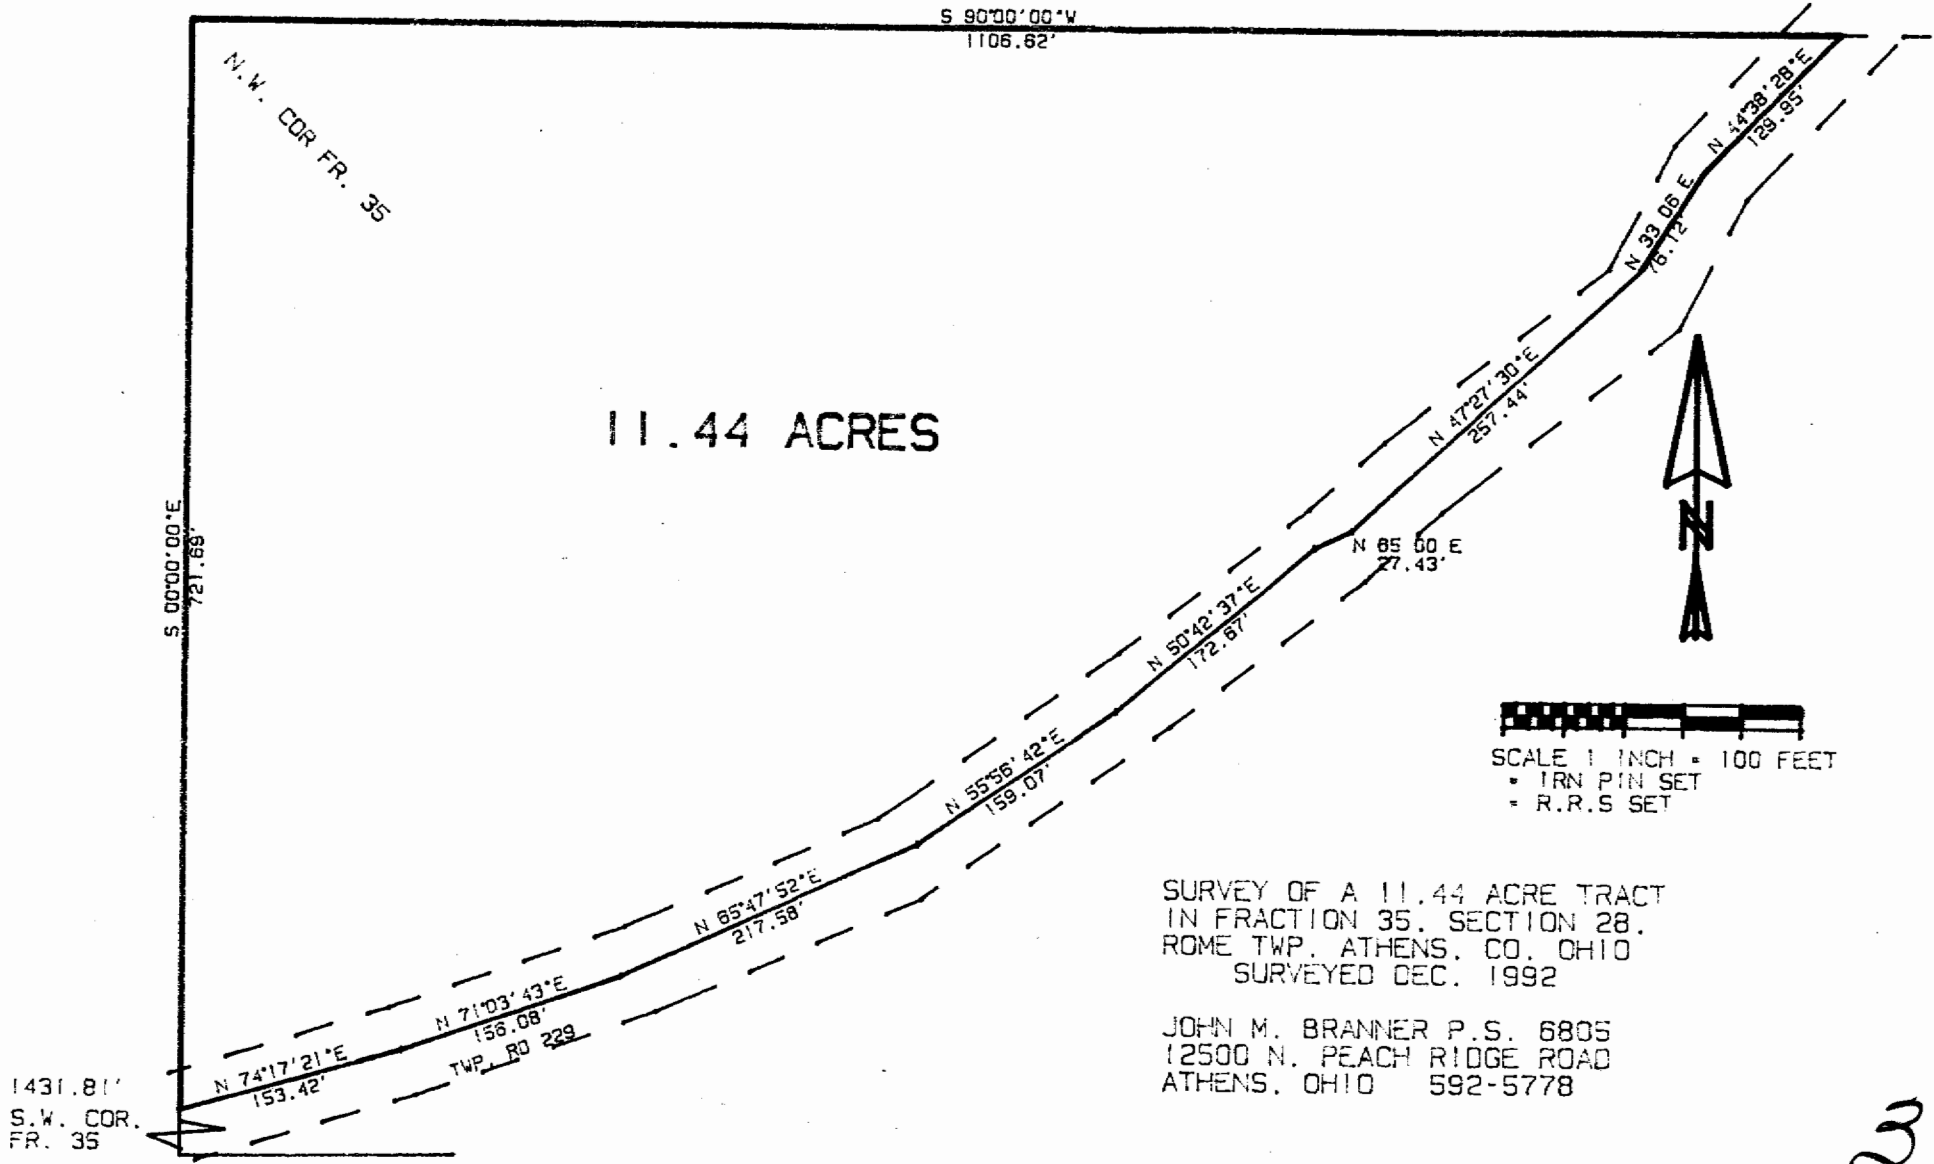 S 90°00'00"W
1106.62'
N.W. COR FR. 35
N 44°38'28"E
129.95'
N 33 06 E
76.12'
11.44 ACRES
N 47°27'30"E
257.44'
S 00°00'00"E
721.69'
N
N 65 00 E
27.43'
N 50°42'37"E
172.67'
N 55°56'42"E
159.07'
SCALE 1 INCH = 100 FEET
= IRN PIN SET
= R.R.S SET
N 65°47'52"E
217.58'
SURVEY OF A 11.44 ACRE TRACT
IN FRACTION 35. SECTION 28.
ROME TWP. ATHENS. CO. OHIO
SURVEYED DEC. 1992
N 71°03'43"E
156.08'
TWP. RD 229
JOHN M. BRANNER P.S. 6805
12500 N. PEACH RIDGE ROAD
ATHENS. OHIO 592-5778
N 74°17'21"E
153.42'
1431.81'
S.W. COR.
FR. 35
3